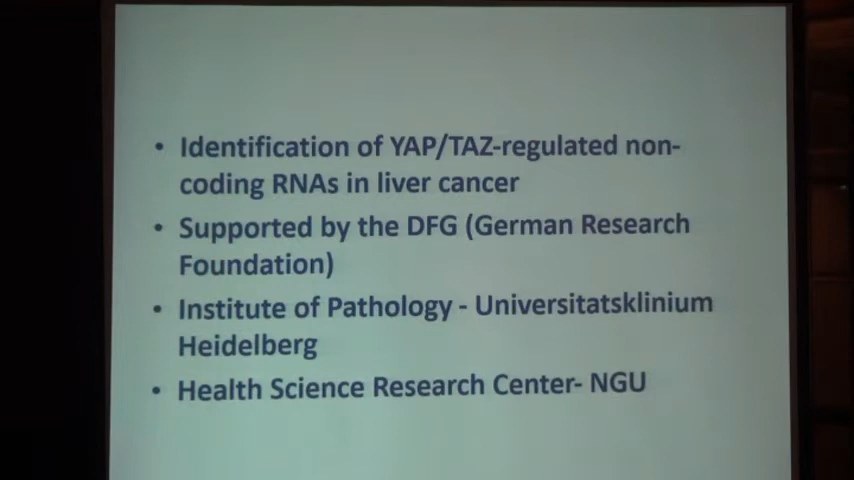 • Identification of YAP/TAZ-regulated non-
coding RNAs in liver cancer
• Supported by the DFG (German Research
Foundation)
• Institute of Pathology - Universitatsklinium
Heidelberg
• Health Science Research Center- NGU